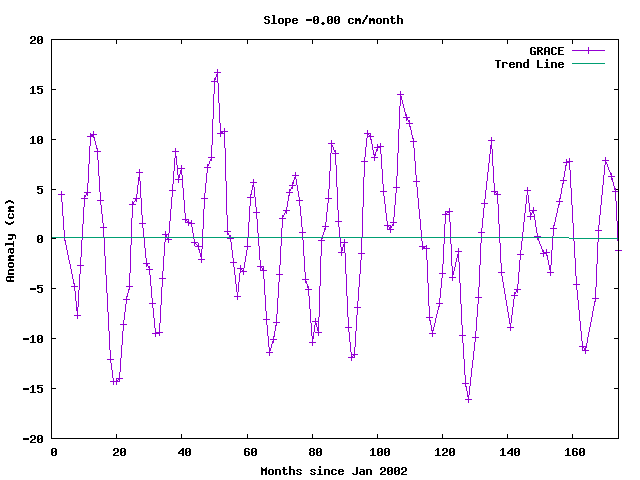 Slope -0.00 cm/month
GRACE
Trend Line
20
15
10
5
0
-5
-10
-15
-20
Anomaly (cm)
0 20 40 60 80 100 120 140 160
Months since Jan 2002